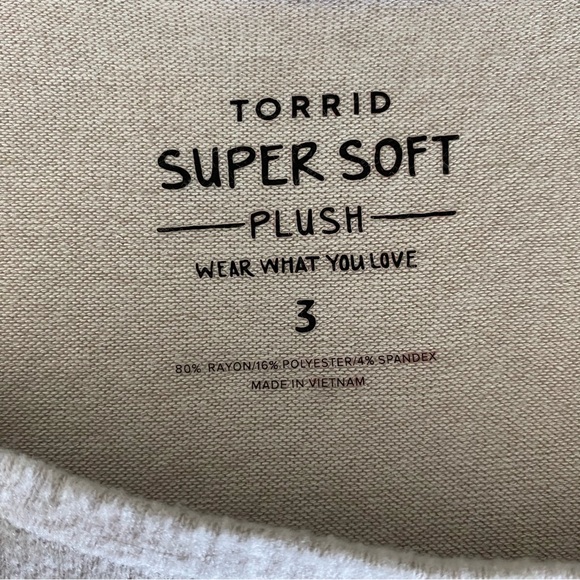 TORRID
SUPER SOFT
PLUSH
WEAR WHAT YOU LOVE
3
80% RAYON/16% POLYESTER/4% SPANDEX
MADE IN VIETNAM